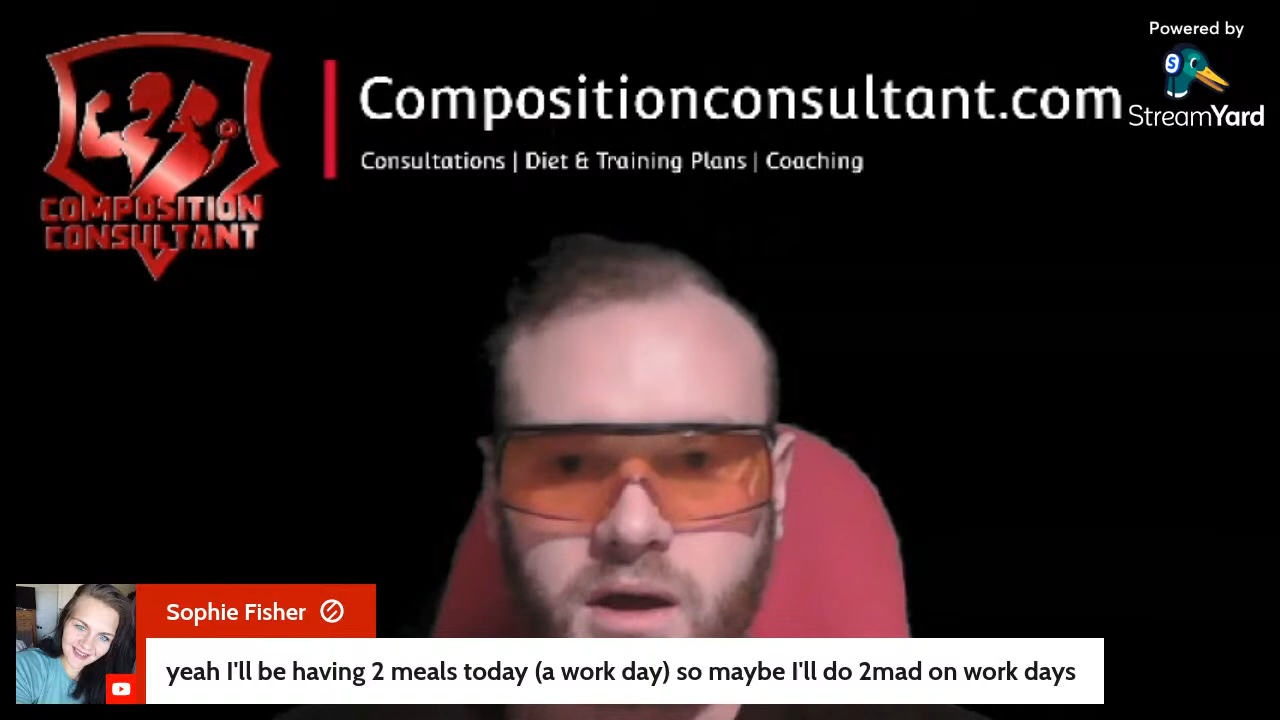 Powered by
StreamYard
Compositionconsultant.com
Consultations | Diet & Training Plans | Coaching
COMPOSITION
CONSULTANT
Sophie Fisher
yeah I'll be having 2 meals today (a work day) so maybe I'll do 2mad on work days